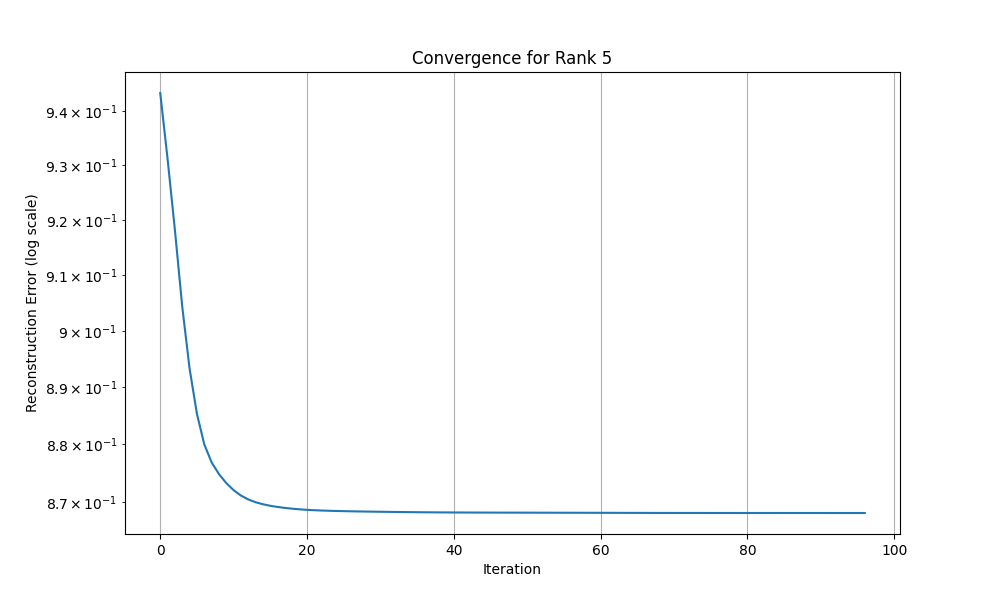 Convergence for Rank 5
Reconstruction Error (log scale)
9.4 × 10⁻¹
9.3 × 10⁻¹
9.2 × 10⁻¹
9.1 × 10⁻¹
9 × 10⁻¹
8.9 × 10⁻¹
8.8 × 10⁻¹
8.7 × 10⁻¹
0 20 40 60 80 100
Iteration